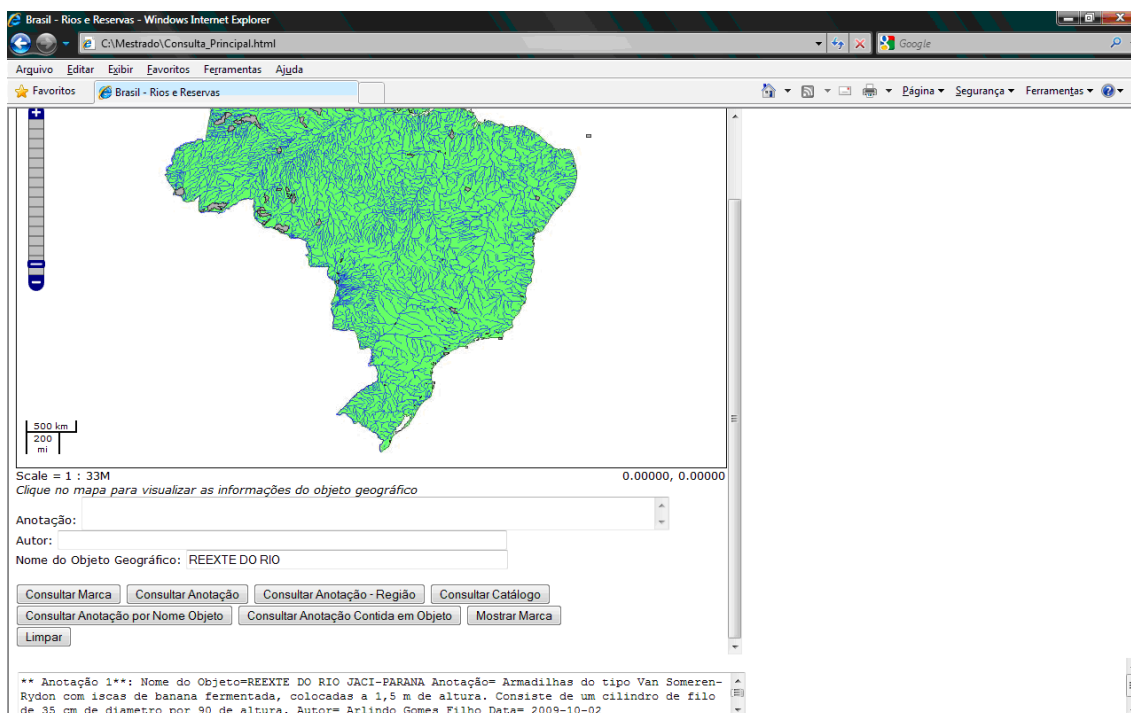 Brasil - Rios e Reservas - Windows Internet Explorer
C:\Mestrado\Consulta_Principal.html
Google
Arquivo Editar Exibir Favoritos Ferramentas Ajuda
Favoritos Brasil - Rios e Reservas Página Segurança Ferramentas
500 km
200
mi
Scale = 1 : 33M 0.00000, 0.00000
Clique no mapa para visualizar as informações do objeto geográfico
Anotação:
Autor:
Nome do Objeto Geográfico: REEXTE DO RIO
Consultar Marca Consultar Anotação Consultar Anotação - Região Consultar Catálogo
Consultar Anotação por Nome Objeto Consultar Anotação Contida em Objeto Mostrar Marca
Limpar
** Anotação 1**: Nome do Objeto=REEXTE DO RIO JACI-PARANA Anotação= Armadilhas do tipo Van Someren-
Rydon com iscas de banana fermentada, colocadas a 1,5 m de altura. Consiste de um cilindro de filo
de 35 cm de diametro por 90 de altura. Autor= Arlindo Gomes Filho Data= 2009-10-02